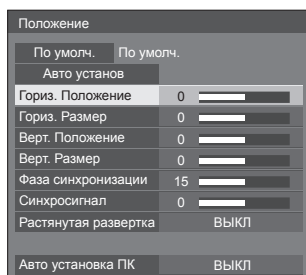 Положение
По умолч. По умолч.
Авто установ
Гориз. Положение 0
Гориз. Размер 0
Верт. Положение 0
Верт. Размер 0
Фаза синхронизации 15
Синхросигнал 0
Растянутая развертка ВЫКЛ
Авто установка ПК ВЫКЛ